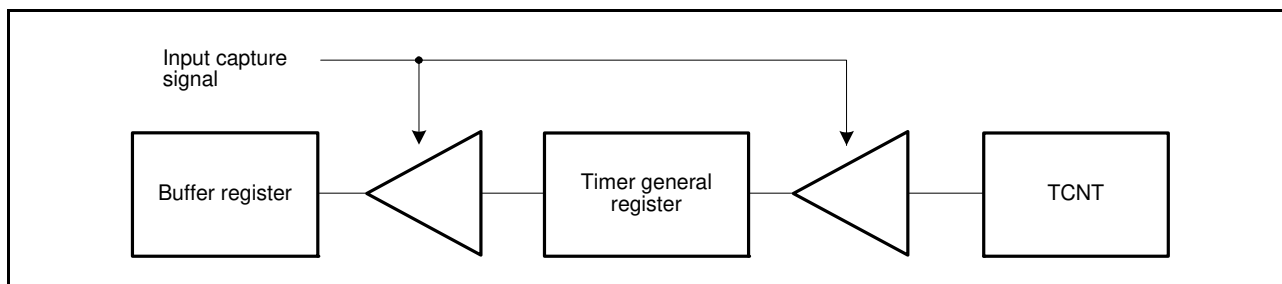 Input capture
signal
Buffer register
Timer general
register
TCNT